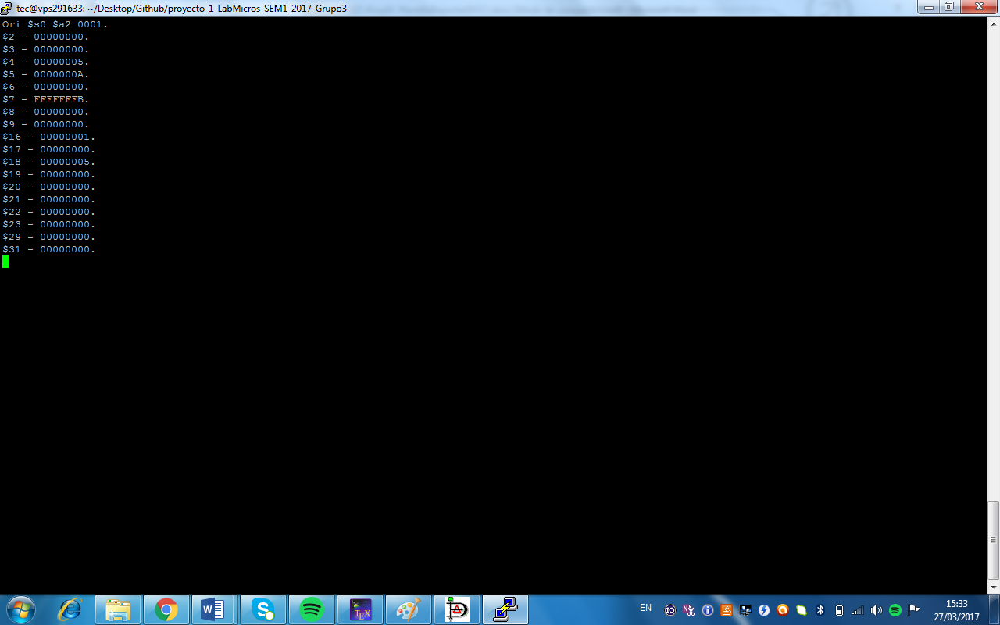 tec@vps291633: ~/Desktop/Github/proyecto_1_LabMicros_SEM1_2017_Grupo3
Ori $s0 $a2 0001.
$2 - 00000000.
$3 - 00000000.
$4 - 00000005.
$5 - 0000000A.
$6 - 00000000.
$7 - FFFFFFFB.
$8 - 00000000.
$9 - 00000000.
$16 - 00000001.
$17 - 00000000.
$18 - 00000005.
$19 - 00000000.
$20 - 00000000.
$21 - 00000000.
$22 - 00000000.
$23 - 00000000.
$29 - 00000000.
$31 - 00000000.
EN
15:33
27/03/2017